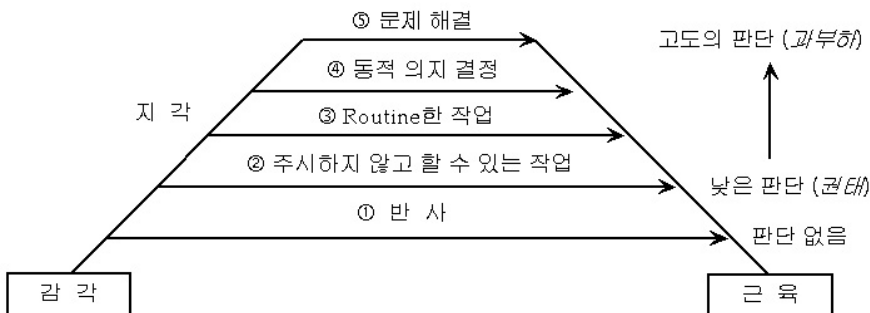 ⑤ 문제 해결
고도의 판단 (과부하)
④ 동적 의지 결정
지 각
③ Routine한 작업
② 주시하지 않고 할 수 있는 작업
낮은 판단 (권태)
① 반 사
판단 없음
감 각
근 육